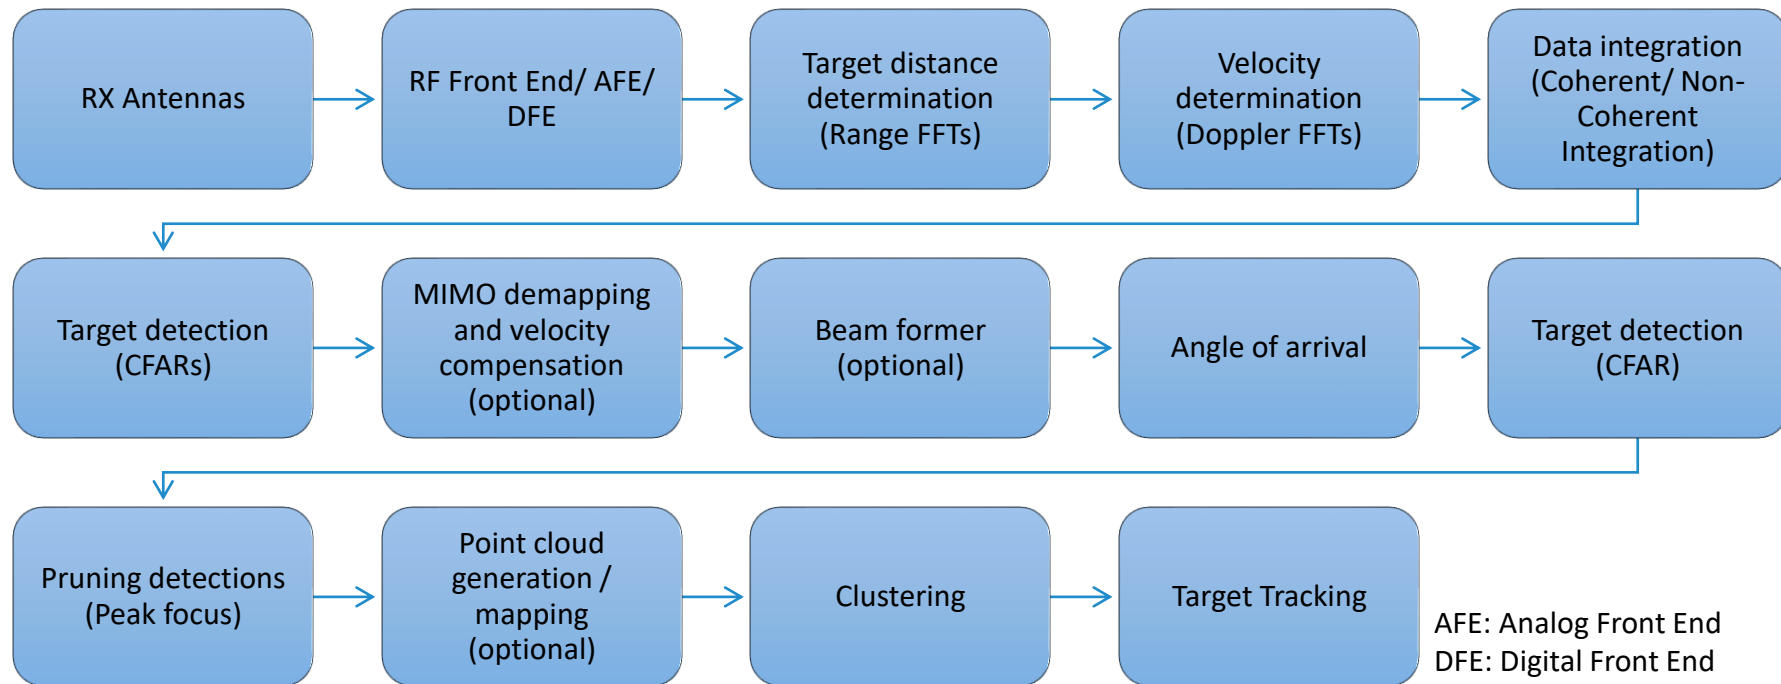 RX Antennas
RF Front End/ AFE/
DFE
Target distance
determination
(Range FFTs)
Velocity
determination
(Doppler FFTs)
Data integration
(Coherent/ Non-
Coherent
Integration)
Target detection
(CFARs)
MIMO demapping
and velocity
compensation
(optional)
Beam former
(optional)
Angle of arrival
Target detection
(CFAR)
Pruning detections
(Peak focus)
Point cloud
generation /
mapping
(optional)
Clustering
Target Tracking
AFE: Analog Front End
DFE: Digital Front End